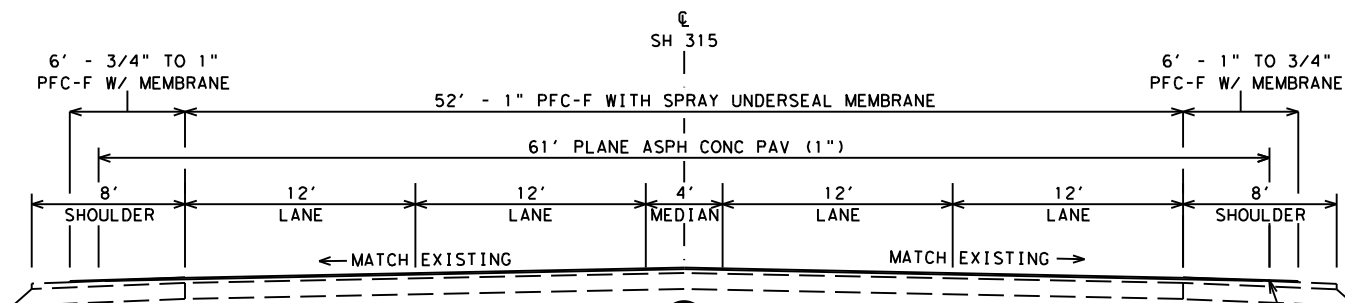 ℄
SH 315
6' - 3/4" TO 1"
PFC-F W/ MEMBRANE
6' - 1" TO 3/4"
PFC-F W/ MEMBRANE
52' - 1" PFC-F WITH SPRAY UNDERSEAL MEMBRANE
61' PLANE ASPH CONC PAV (1")
8' 12' 12' 4' 12' 12' 8'
SHOULDER LANE LANE MEDIAN LANE LANE SHOULDER
MATCH EXISTING MATCH EXISTING